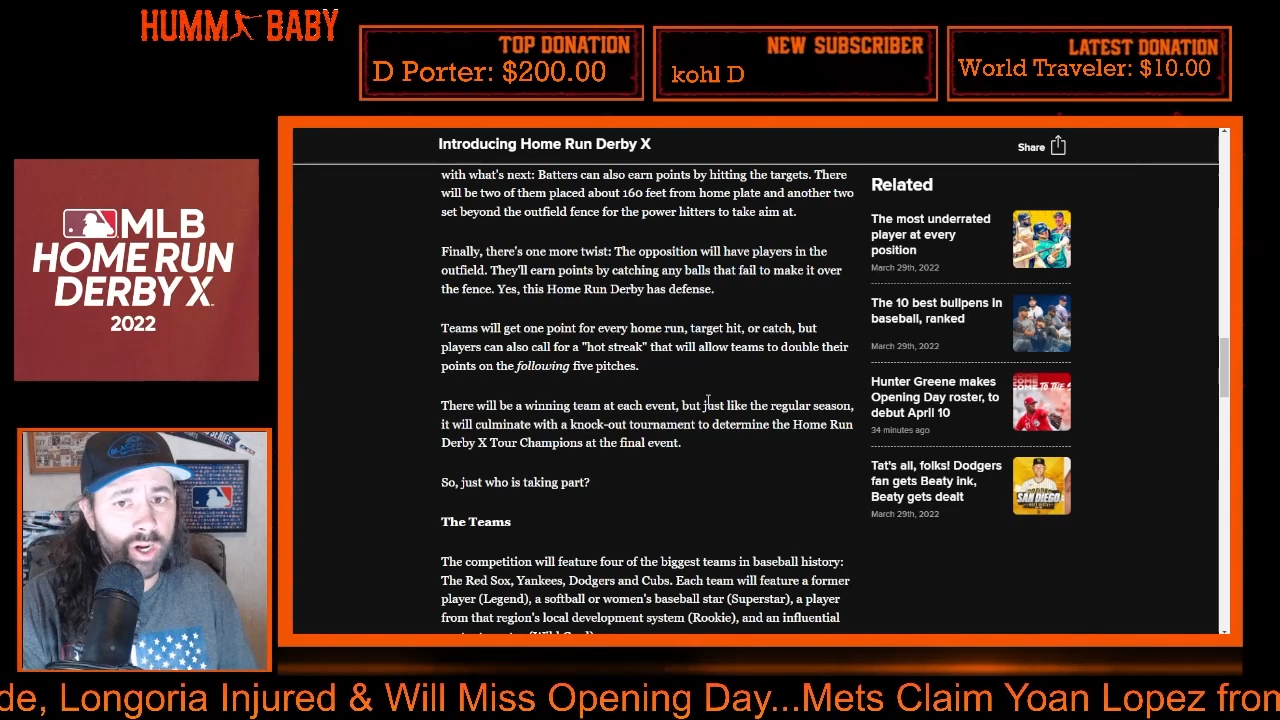 HUMM BABY
TOP DONATION
D Porter: $200.00
NEW SUBSCRIBER
kohl D
LATEST DONATION
World Traveler: $10.00
MLB
HOME RUN
DERBY X
2022
Introducing Home Run Derby X
Share
with what's next: Batters can also earn points by hitting the targets. There
will be two of them placed about 160 feet from home plate and another two
set beyond the outfield fence for the power hitters to take aim at.
Finally, there's one more twist: The opposition will have players in the
outfield. They'll earn points by catching any balls that fail to make it over
the fence. Yes, this Home Run Derby has defense.
Teams will get one point for every home run, target hit, or catch, but
players can also call for a "hot streak" that will allow teams to double their
points on the following five pitches.
There will be a winning team at each event, but just like the regular season,
it will culminate with a knock-out tournament to determine the Home Run
Derby X Tour Champions at the final event.
So, just who is taking part?
The Teams
The competition will feature four of the biggest teams in baseball history:
The Red Sox, Yankees, Dodgers and Cubs. Each team will feature a former
player (Legend), a softball or women's baseball star (Superstar), a player
from that region's local development system (Rookie), and an influential
Related
The most underrated
player at every
position
March 29th, 2022
The 10 best bullpens in
baseball, ranked
March 29th, 2022
Hunter Greene makes
Opening Day roster, to
debut April 10
34 minutes ago
Tat's all, folks! Dodgers
fan gets Beaty ink,
Beaty gets dealt
March 29th, 2022
SAN DIEGO
de, Longoria Injured & Will Miss Opening Day...Mets Claim Yoan Lopez from